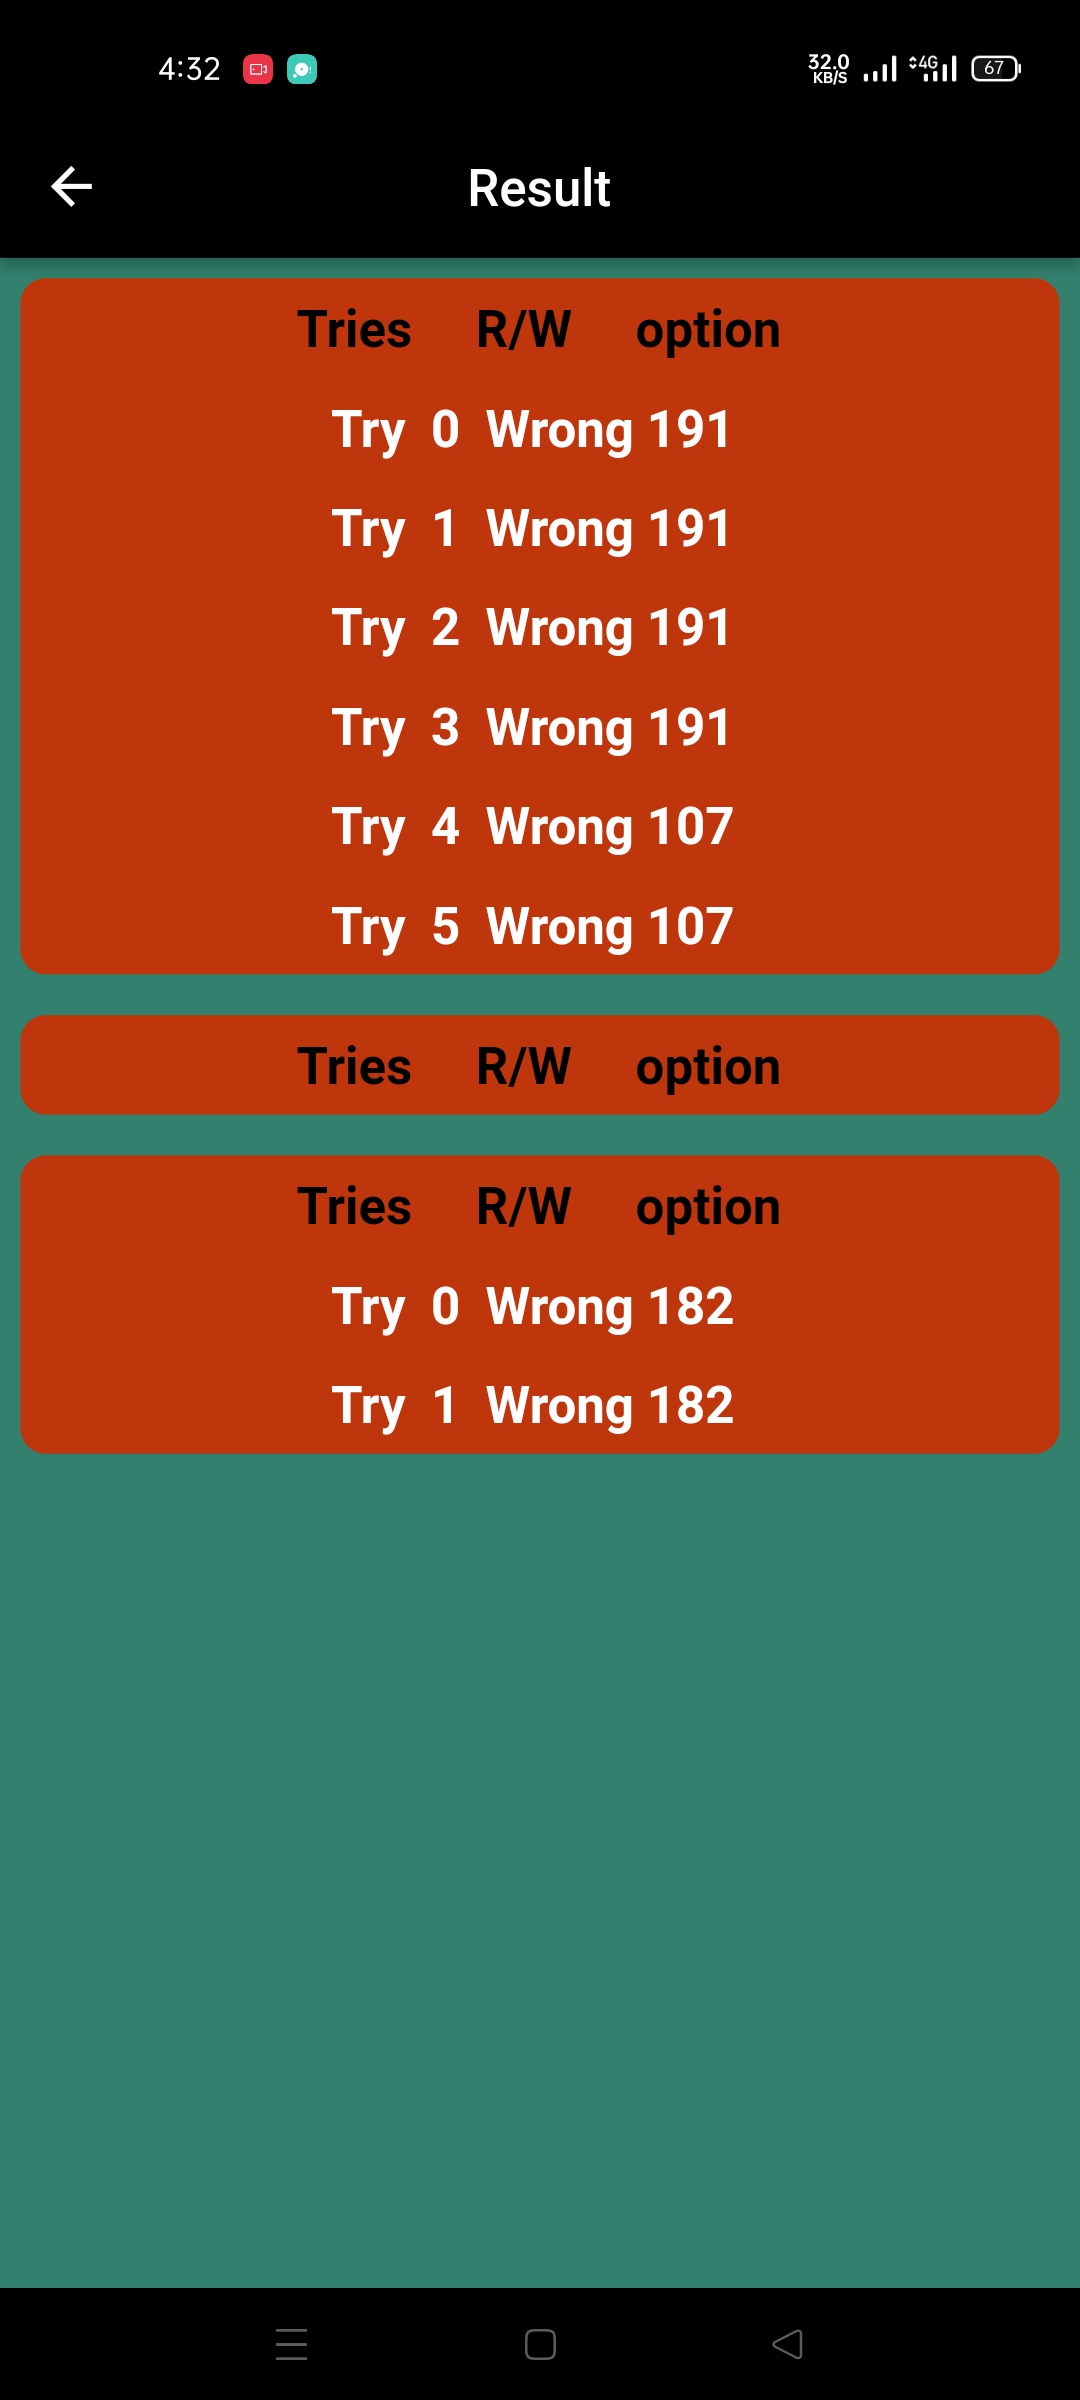 4:32 32.0 KB/S 4G 67
Result
Tries R/W option
Try 0 Wrong 191
Try 1 Wrong 191
Try 2 Wrong 191
Try 3 Wrong 191
Try 4 Wrong 107
Try 5 Wrong 107
Tries R/W option
Tries R/W option
Try 0 Wrong 182
Try 1 Wrong 182